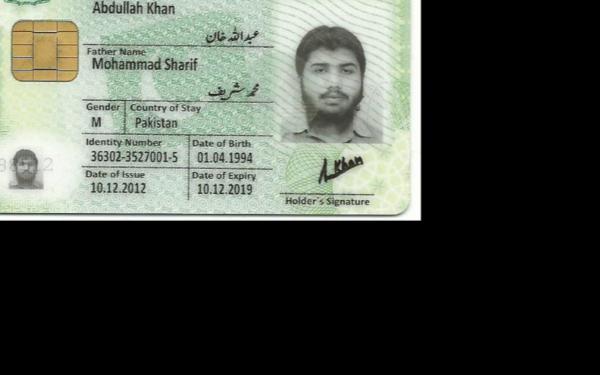 Abdullah Khan
عبداللہ خان
Father Name
Mohammad Sharif
محمد شریف
Gender Country of Stay
M Pakistan
Identity Number Date of Birth
36302-3527001-5 01.04.1994
Date of Issue Date of Expiry
10.12.2012 10.12.2019
Khan
Holder's Signature